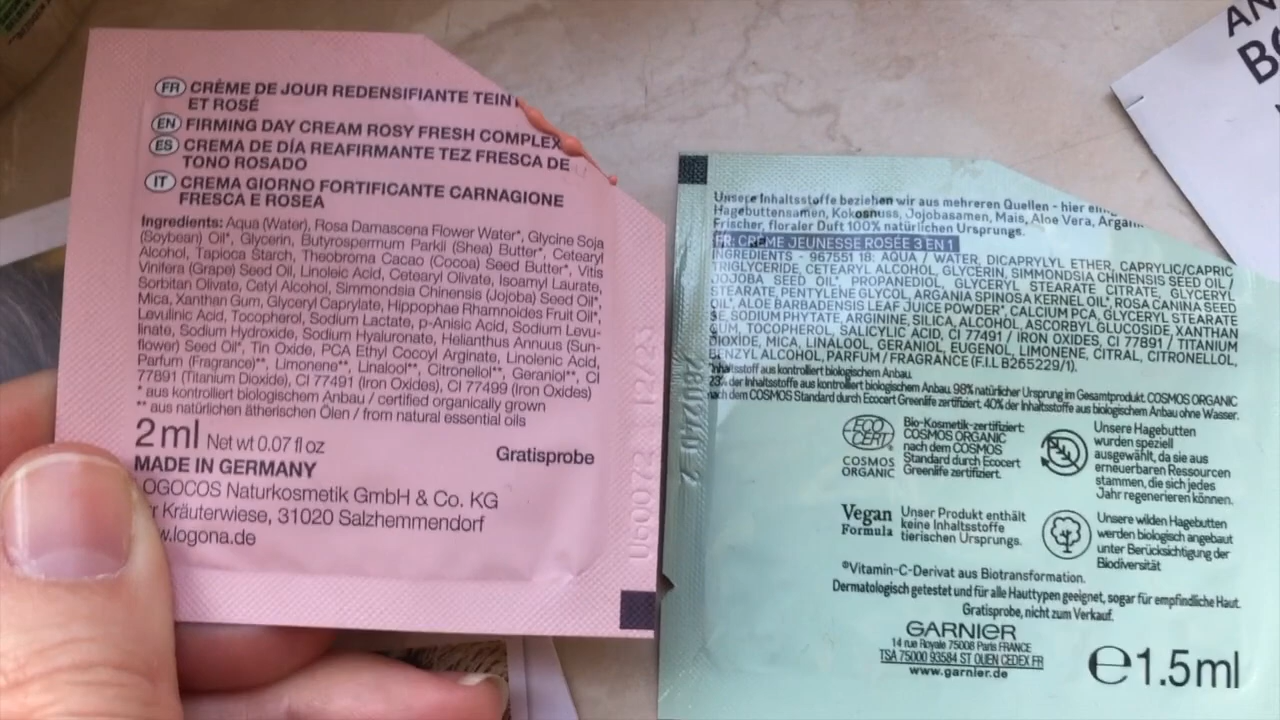 FR CRÈME DE JOUR REDENSIFIANTE TEINT
ET ROSÉ
EN FIRMING DAY CREAM ROSY FRESH COMPLEX
ES CREMA DE DÍA REAFIRMANTE TEZ FRESCA DE
TONO ROSADO
IT CREMA GIORNO FORTIFICANTE CARNAGIONE
FRESCA E ROSEA
Ingredients: Aqua (Water), Rosa Damascena Flower Water*, Glycine Soja
(Soybean) Oil*, Glycerin, Butyrospermum Parkii (Shea) Butter*, Cetearyl
Alcohol, Tapioca Starch, Theobroma Cacao (Cocoa) Seed Butter*, Vitis
Vinifera (Grape) Seed Oil, Linoleic Acid, Cetearyl Olivate, Isoamyl Laurate,
Sorbitan Olivate, Cetyl Alcohol, Simmondsia Chinensis (Jojoba) Seed Oil*,
Mica, Xanthan Gum, Glyceryl Caprylate, Hippophae Rhamnoides Fruit Oil*,
Levulinic Acid, Tocopherol, Sodium Lactate, p-Anisic Acid, Sodium Levu-
linate, Sodium Hydroxide, Sodium Hyaluronate, Helianthus Annuus (Sun-
flower) Seed Oil*, Tin Oxide, PCA Ethyl Cocoyl Arginate, Linolenic Acid,
Parfum (Fragrance)**, Limonene**, Linalool**, Citronellol**, Geraniol**, CI
77891 (Titanium Dioxide), CI 77491 (Iron Oxides), CI 77499 (Iron Oxides)
* aus kontrolliert biologischem Anbau / certified organically grown
** aus natürlichen ätherischen Ölen / from natural essential oils
2 ml Net wt 0.07 fl oz
Gratisprobe
MADE IN GERMANY
OGOCOS Naturkosmetik GmbH & Co. KG
r Kräuterwiese, 31020 Salzhemmendorf
w.logona.de
U60072 12/23
Unsere Inhaltsstoffe beziehen wir aus mehreren Quellen - hier
Hagebuttensamen, Kokosnuss, Jojobasamen, Mais, Aloe Vera, Argan
Frischer, floraler Duft 100% natürlichen Ursprungs.
FR: CRÈME JEUNESSE ROSÉE 3 EN 1
INGREDIENTS - 967551 18: AQUA / WATER, DICAPRYLYL ETHER, CAPRYLIC/CAPRIC
TRIGLYCERIDE, CETEARYL ALCOHOL, GLYCERIN, SIMMONDSIA CHINENSIS SEED OIL /
JOJOBA SEED OIL*, PROPANEDIOL, GLYCERYL STEARATE CITRATE, GLYCERYL
STEARATE, PENTYLENE GLYCOL, ARGANIA SPINOSA KERNEL OIL*, ROSA CANINA SEED
OIL*, ALOE BARBADENSIS LEAF JUICE POWDER*, CALCIUM PCA, GLYCERYL STEARATE
SE, SODIUM PHYTATE, ARGININE, SILICA, ALCOHOL, ASCORBYL GLUCOSIDE, XANTHAN
GUM, TOCOPHEROL, SALICYLIC ACID, CI 77491 / IRON OXIDES, CI 77891 / TITANIUM
DIOXIDE, MICA, LINALOOL, GERANIOL, EUGENOL, LIMONENE, CITRAL, CITRONELLOL,
BENZYL ALCOHOL, PARFUM / FRAGRANCE (F.I.L B265229/1).
*Inhaltsstoff aus kontrolliert biologischem Anbau.
23% der Inhaltsstoffe aus kontrolliert biologischem Anbau. 98% natürlicher Ursprung im Gesamtprodukt. COSMOS ORGANIC
nach dem COSMOS Standard durch Ecocert Greenlife zertifiziert. 40% der Inhaltsstoffe aus biologischem Anbau ohne Wasser.
ECO
CERT
COSMOS
ORGANIC
Bio-Kosmetik-zertifiziert:
COSMOS ORGANIC
nach dem COSMOS
Standard durch Ecocert
Greenlife zertifiziert.
Unsere Hagebutten
wurden speziell
ausgewählt, da sie aus
erneuerbaren Ressourcen
stammen, die sich jedes
Jahr regenerieren können.
Vegan
Formula
Unser Produkt enthält
keine Inhaltsstoffe
tierischen Ursprungs.
Unsere wilden Hagebutten
werden biologisch angebaut
unter Berücksichtigung der
Biodiversität
°Vitamin-C-Derivat aus Biotransformation.
Dermatologisch getestet und für alle Hauttypen geeignet, sogar für empfindliche Haut.
Gratisprobe, nicht zum Verkauf.
GARNIER
14 rue Royale 75008 Paris FRANCE
TSA 75000 93584 ST OUEN CEDEX FR
www.garnier.de
℮1.5ml
AN